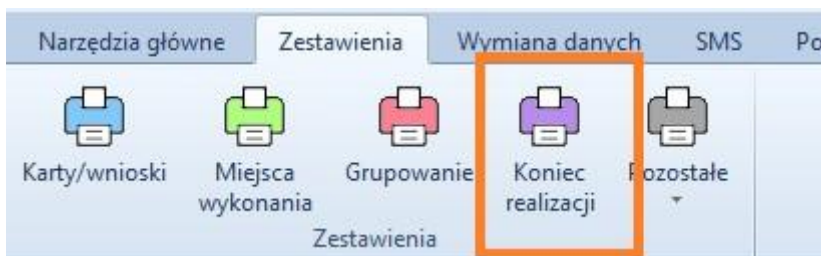 Narzędzia główne Zestawienia Wymiana danych SMS Po
Karty/wnioski Miejsca wykonania Grupowanie Koniec realizacji Pozostałe
Zestawienia